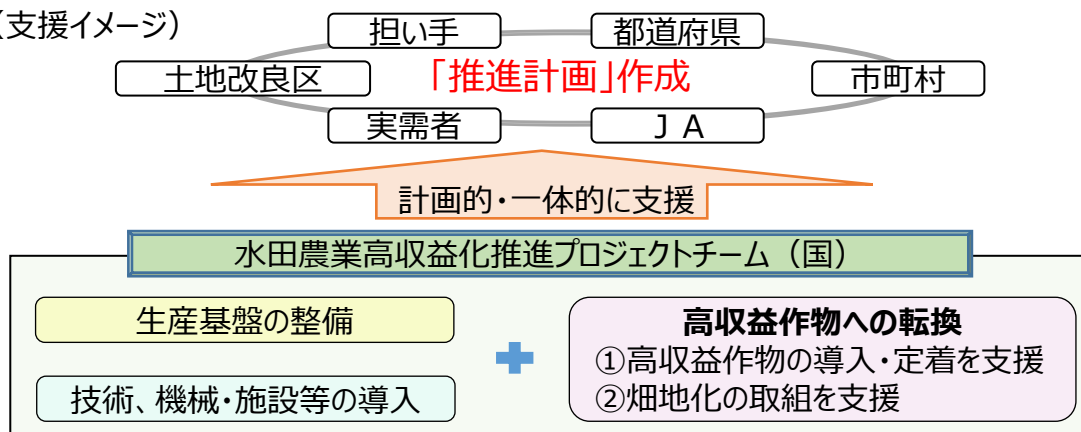 （支援イメージ）
担い手
都道府県
土地改良区
「推進計画」作成
市町村
実需者
ＪＡ
計画的・一体的に支援
水田農業高収益化推進プロジェクトチーム（国）
生産基盤の整備
技術、機械・施設等の導入
高収益作物への転換
①高収益作物の導入・定着を支援
②畑地化の取組を支援